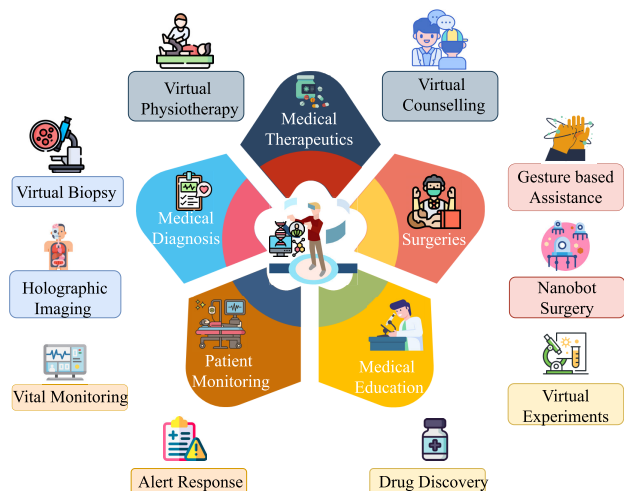 Virtual
Physiotherapy
Virtual
Counselling
Medical
Therapeutics
Virtual Biopsy
Medical
Diagnosis
Surgeries
Gesture based
Assistance
Holographic
Imaging
Nanobot
Surgery
Patient
Monitoring
Medical
Education
Vital Monitoring
Virtual
Experiments
Alert Response
Drug Discovery